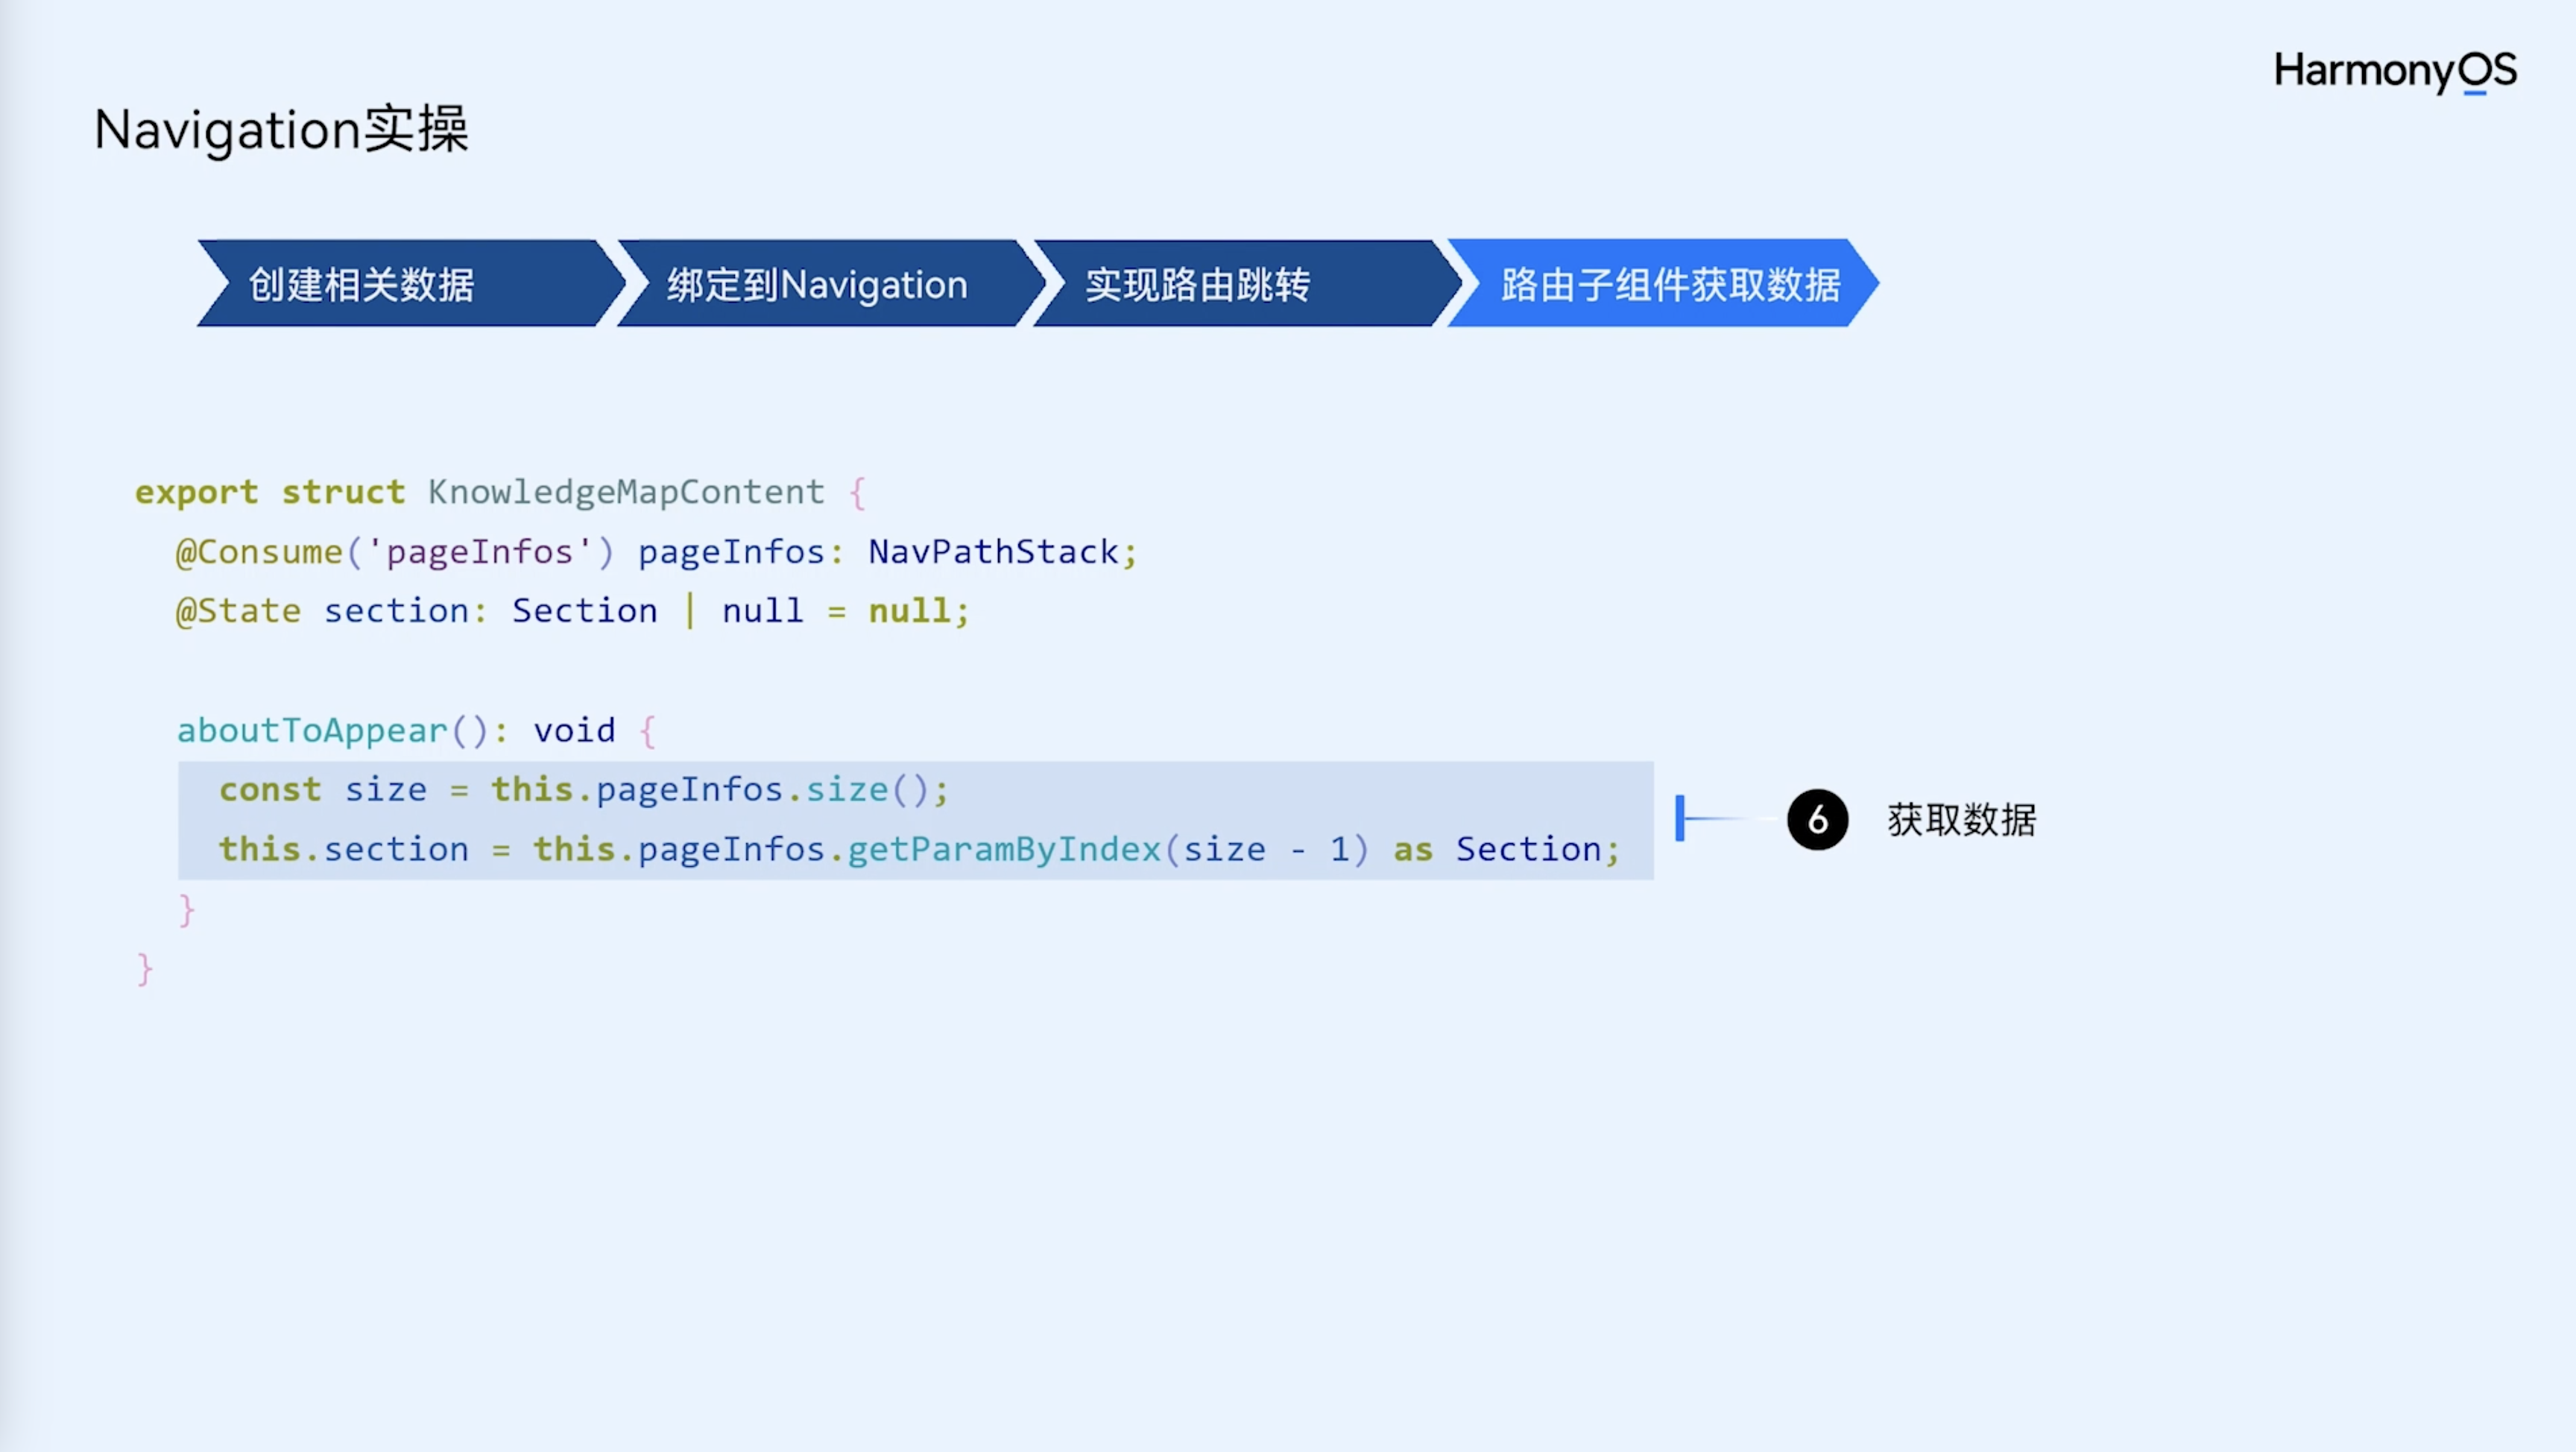 HarmonyOS
Navigation实操
创建相关数据
绑定到Navigation
实现路由跳转
路由子组件获取数据
export struct KnowledgeMapContent {
@Consume('pageInfos') pageInfos: NavPathStack;
@State section: Section | null = null;
aboutToAppear(): void {
const size = this.pageInfos.size();
this.section = this.pageInfos.getParamByIndex(size - 1) as Section;
}
}
6 获取数据